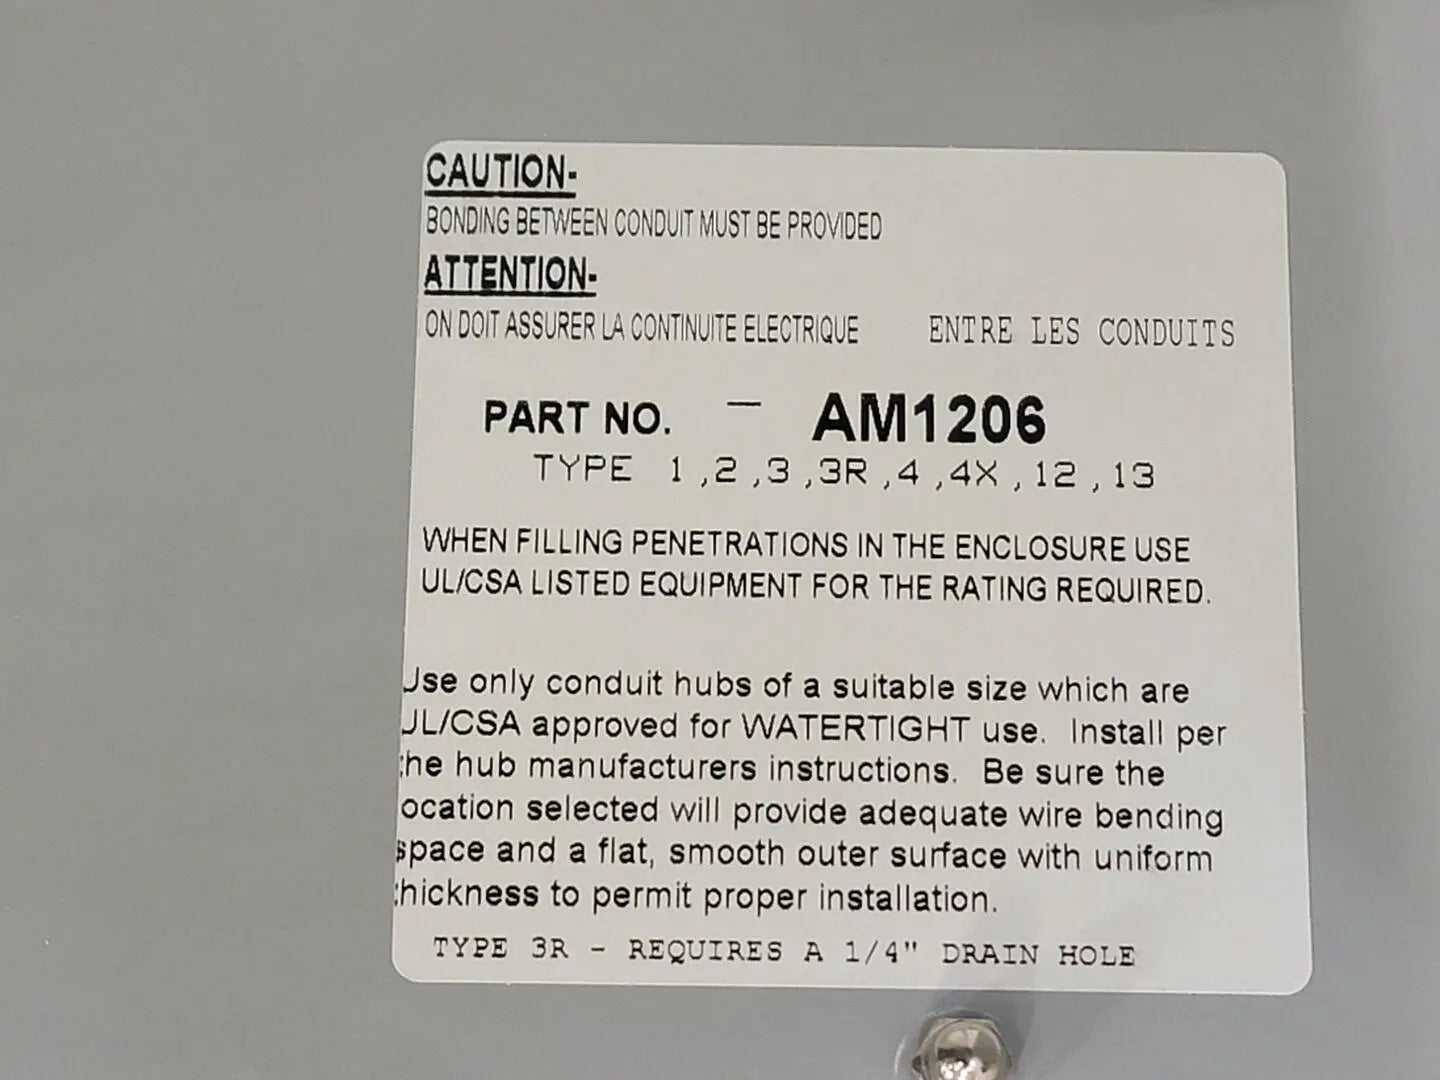 CAUTION-
BONDING BETWEEN CONDUIT MUST BE PROVIDED
ATTENTION-
ON DOIT ASSURER LA CONTINUITE ELECTRIQUE ENTRE LES CONDUITS
PART NO. - AM1206
TYPE 1,2,3,3R,4,4X,12,13
WHEN FILLING PENETRATIONS IN THE ENCLOSURE USE
UL/CSA LISTED EQUIPMENT FOR THE RATING REQUIRED.
Use only conduit hubs of a suitable size which are
UL/CSA approved for WATERTIGHT use. Install per
the hub manufacturers instructions. Be sure the
location selected will provide adequate wire bending
space and a flat, smooth outer surface with uniform
thickness to permit proper installation.
TYPE 3R - REQUIRES A 1/4" DRAIN HOLE